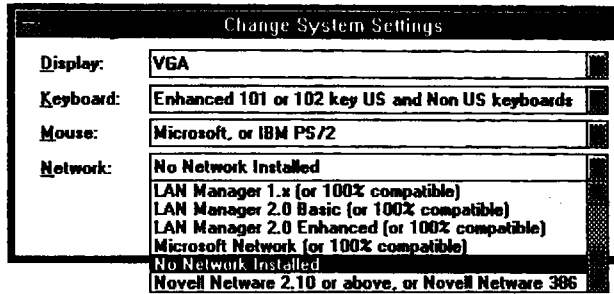 Change System Settings
Display: VGA
Keyboard: Enhanced 101 or 102 key US and Non US keyboards
Mouse: Microsoft, or IBM PS/2
Network: No Network Installed
LAN Manager 1.x (or 100% compatible)
LAN Manager 2.0 Basic (or 100% compatible)
LAN Manager 2.0 Enhanced (or 100% compatible)
Microsoft Network (or 100% compatible)
No Network Installed
Novell Netware 2.10 or above, or Novell Netware 386